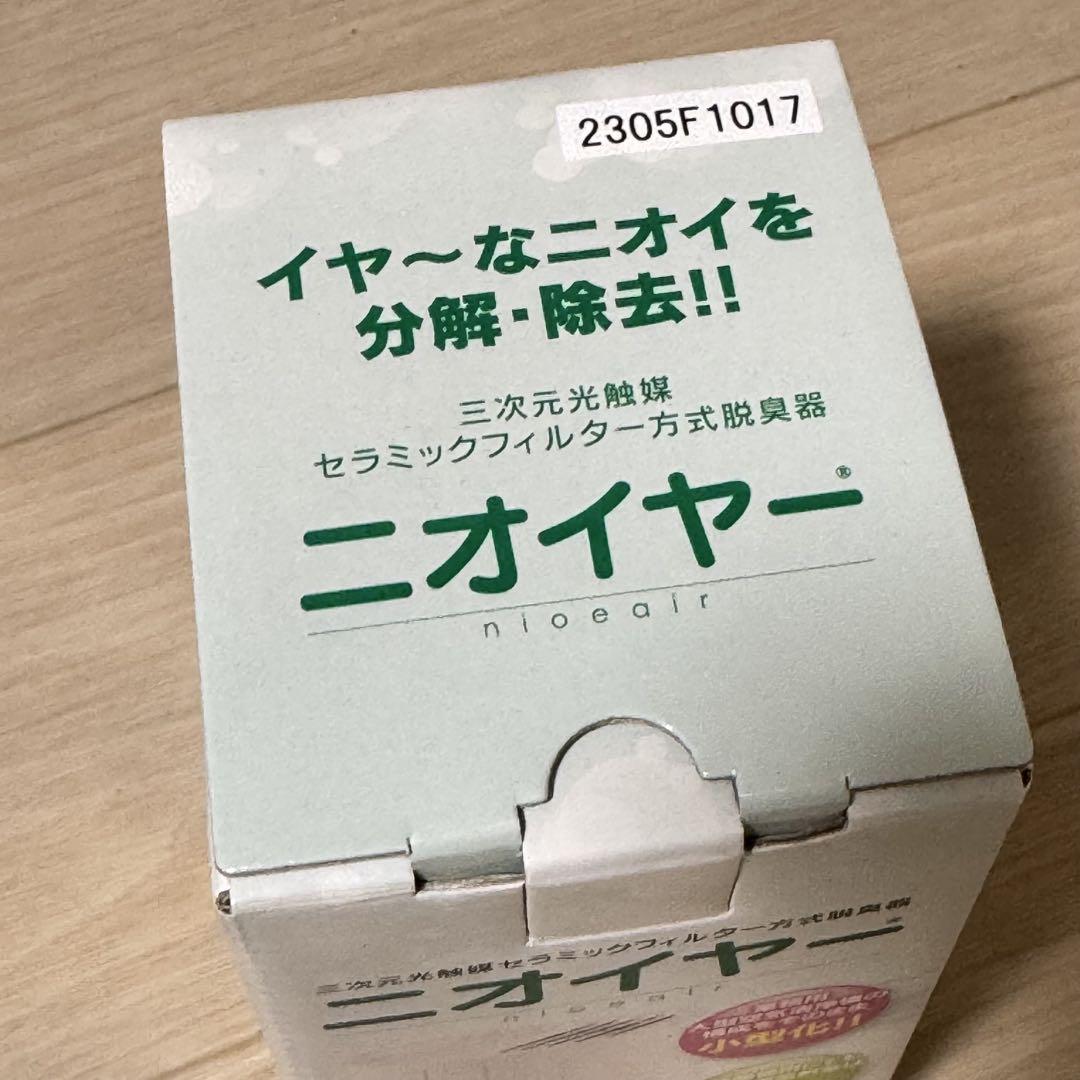 2305F1017
イヤ～なニオイを
分解・除去!!
三次元光触媒
セラミックフィルター方式脱臭器
ニオイヤー®
nioeair
三次元光触媒セラミックフィルター方式脱臭器
ニオイヤー
nioeair
小型化!!